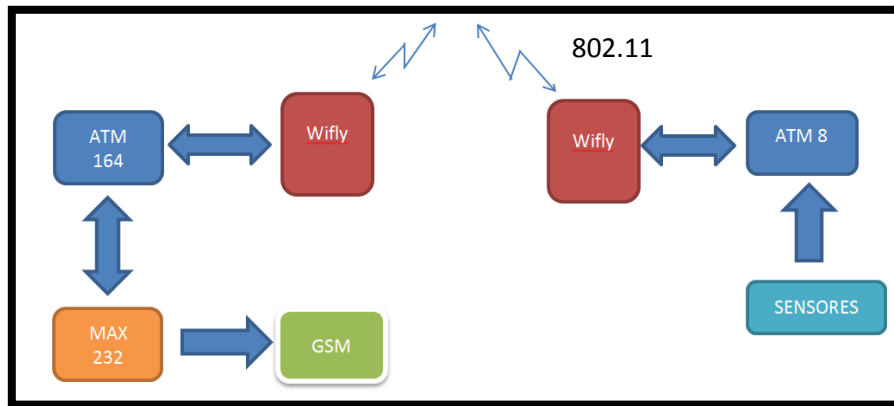 802.11
ATM
164
Wifly
Wifly
ATM 8
MAX
232
GSM
SENSORES